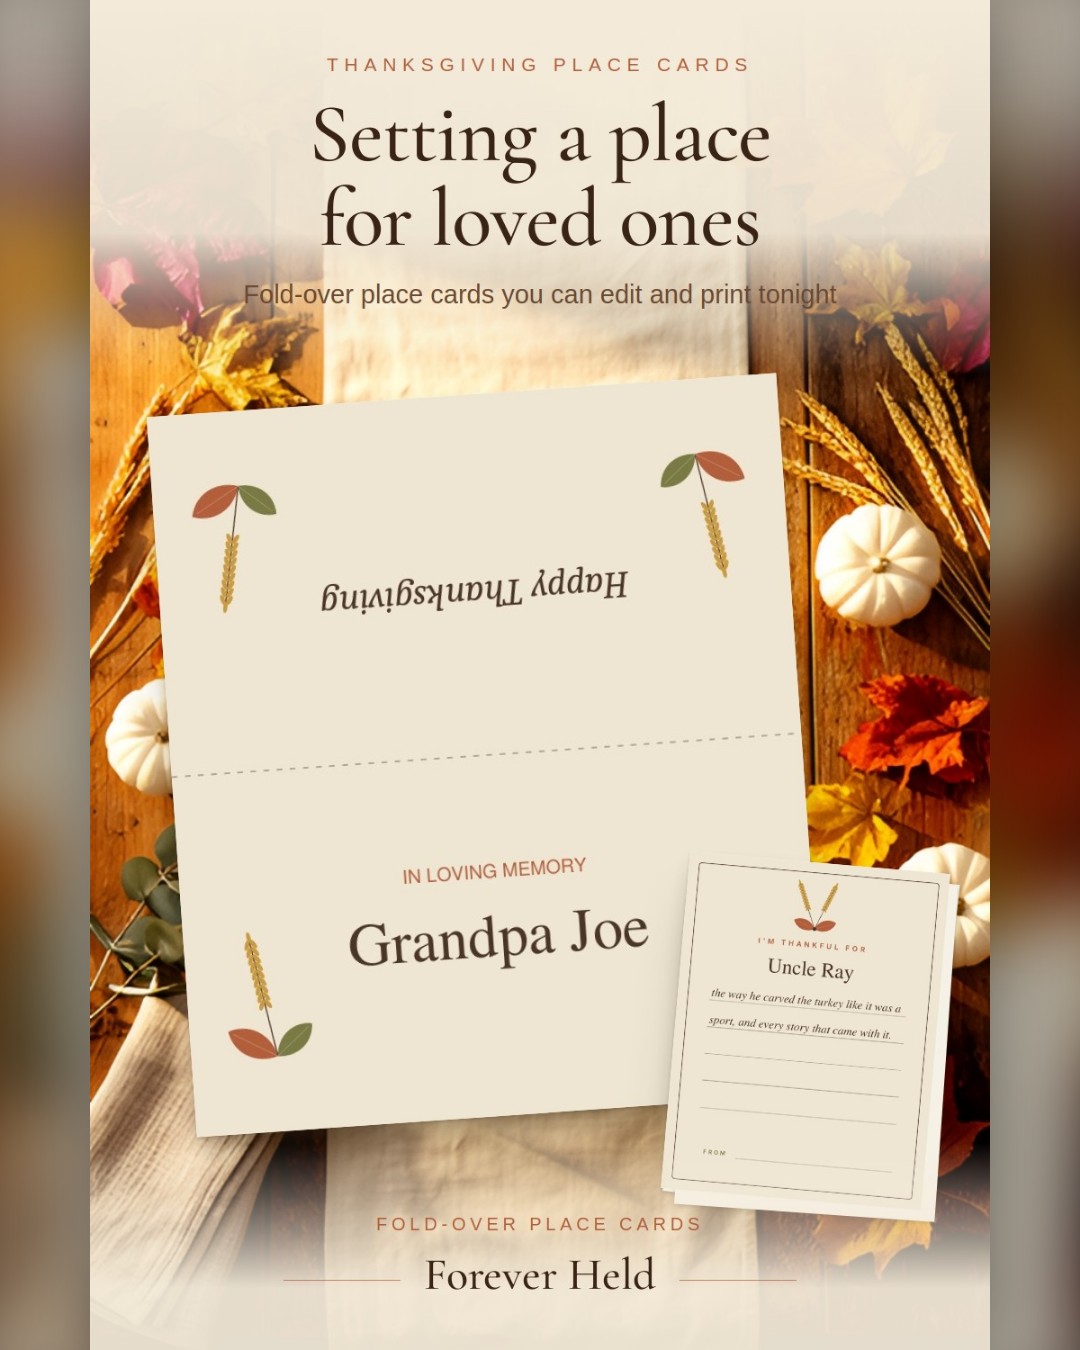 THANKSGIVING PLACE CARDS
Setting a place
for loved ones
Fold-over place cards you can edit and print tonight
Happy Thanksgiving
IN LOVING MEMORY
Grandpa Joe
I'M THANKFUL FOR
Uncle Ray
the way he carved the turkey like it was a
sport, and every story that came with it.
FROM
FOLD-OVER PLACE CARDS
Forever Held